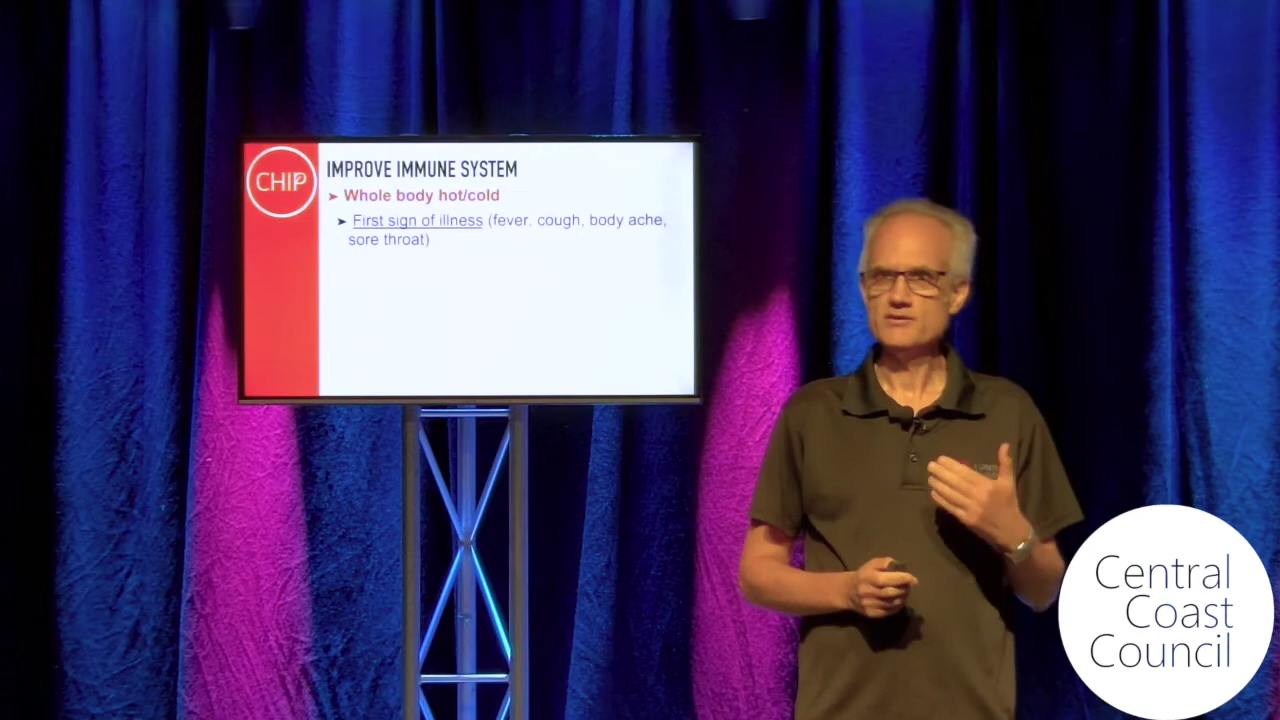 CHIP
IMPROVE IMMUNE SYSTEM
➤ Whole body hot/cold
➤ First sign of illness (fever. cough, body ache,
sore throat)
Central
Coast
Council